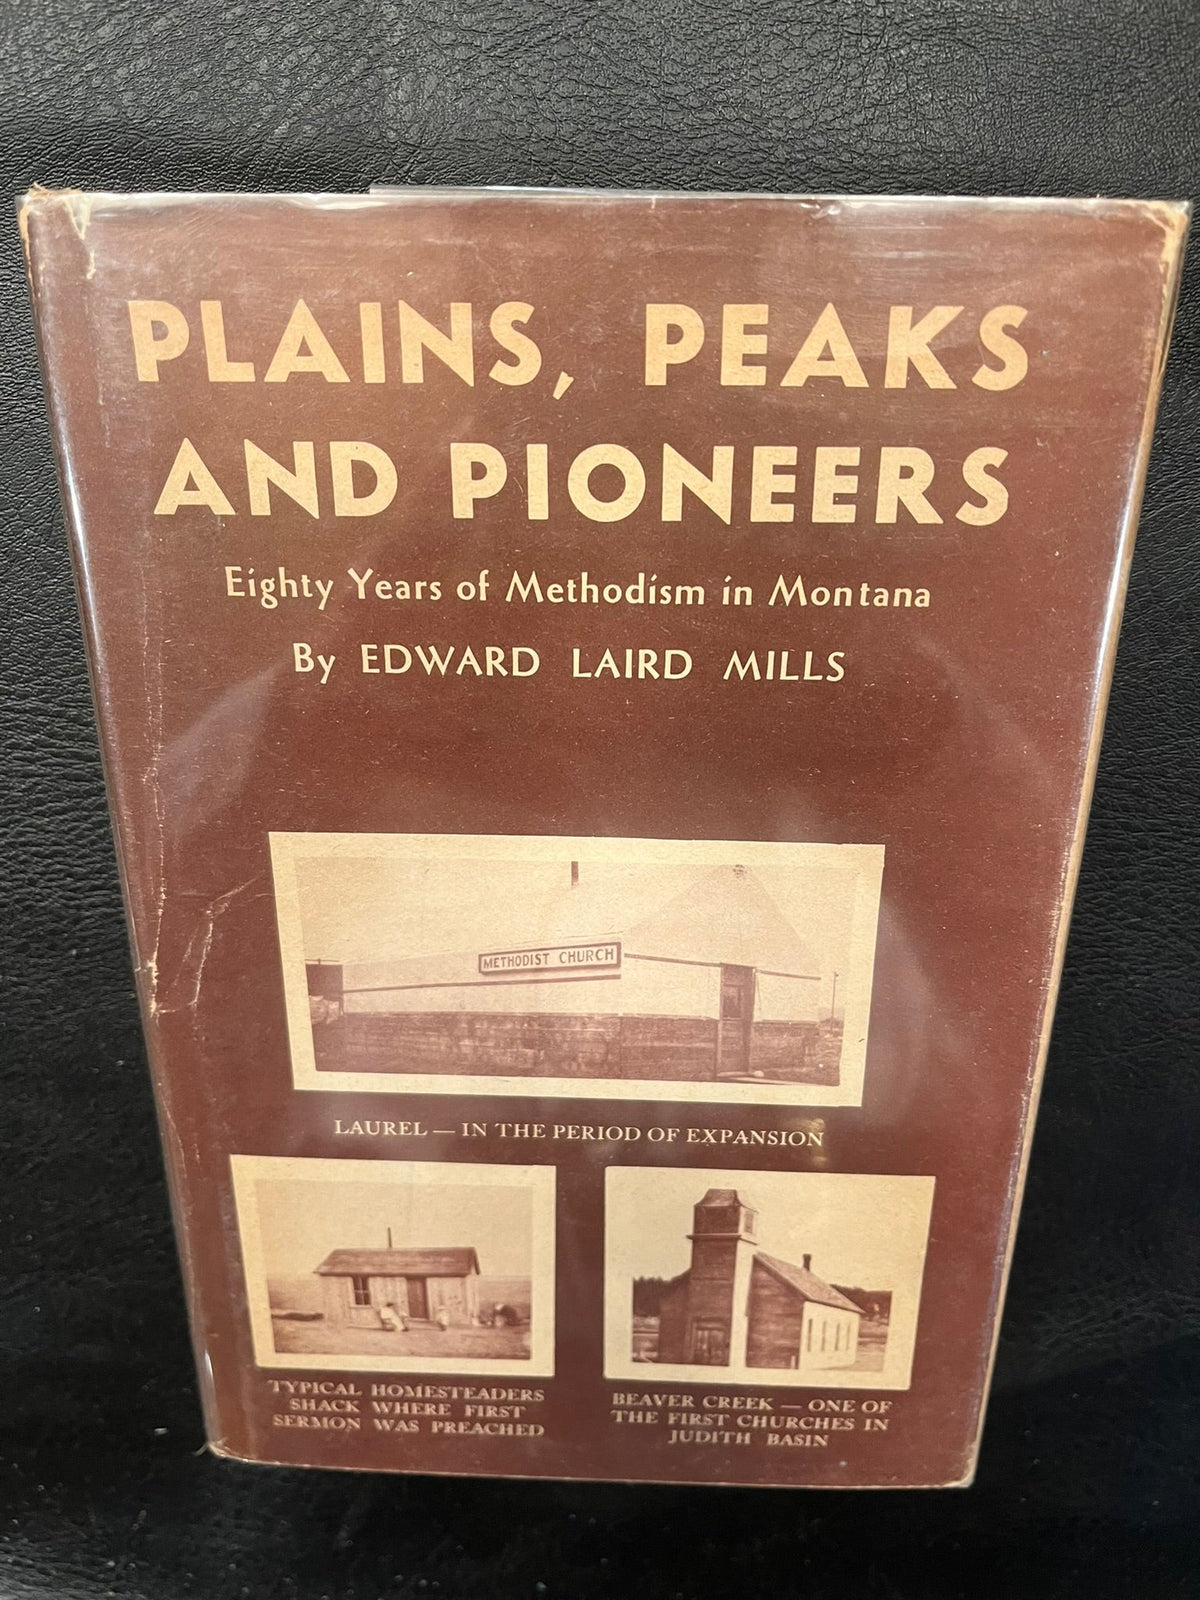 PLAINS, PEAKS
AND PIONEERS
Eighty Years of Methodism in Montana
By EDWARD LAIRD MILLS
METHODIST CHURCH
LAUREL — IN THE PERIOD OF EXPANSION
TYPICAL HOMESTEADERS
SHACK WHERE FIRST
SERMON WAS PREACHED
BEAVER CREEK — ONE OF
THE FIRST CHURCHES IN
JUDITH BASIN